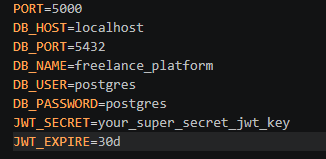 PORT=5000
DB_HOST=localhost
DB_PORT=5432
DB_NAME=freelance_platform
DB_USER=postgres
DB_PASSWORD=postgres
JWT_SECRET=your_super_secret_jwt_key
JWT_EXPIRE=30d